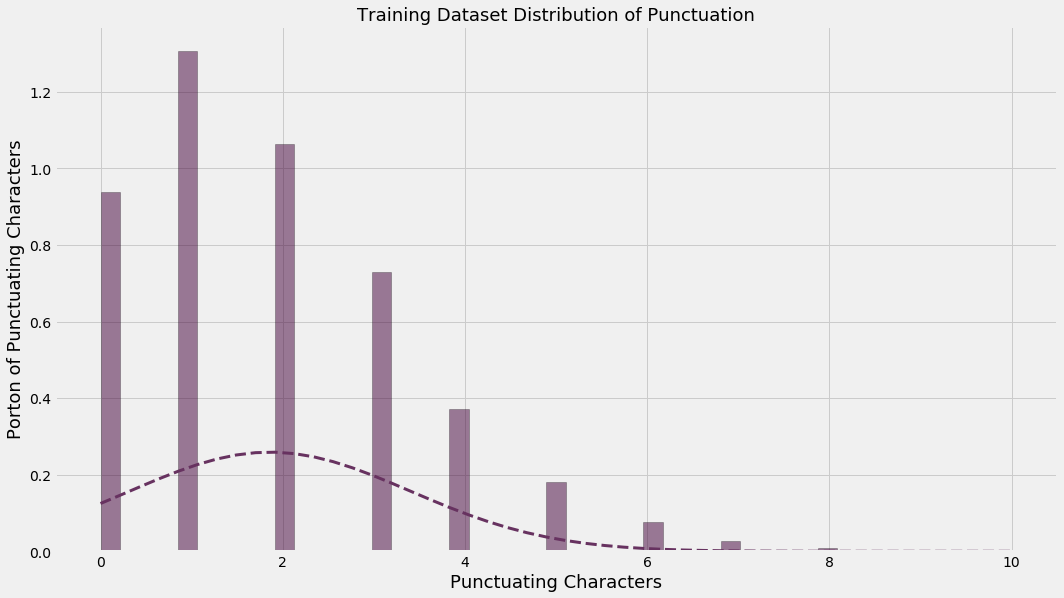 Training Dataset Distribution of Punctuation
Porton of Punctuating Characters
1.2
1.0
0.8
0.6
0.4
0.2
0.0
0 2 4 6 8 10
Punctuating Characters